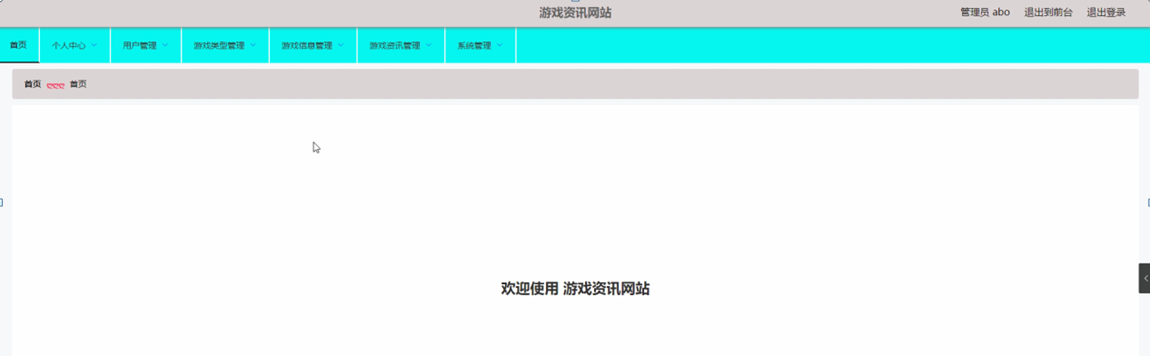 游戏资讯网站
管理员 abo 退出到前台 退出登录
首页 个人中心 用户管理 游戏类型管理 游戏信息管理 游戏资讯管理 系统管理
首页 首页
欢迎使用 游戏资讯网站